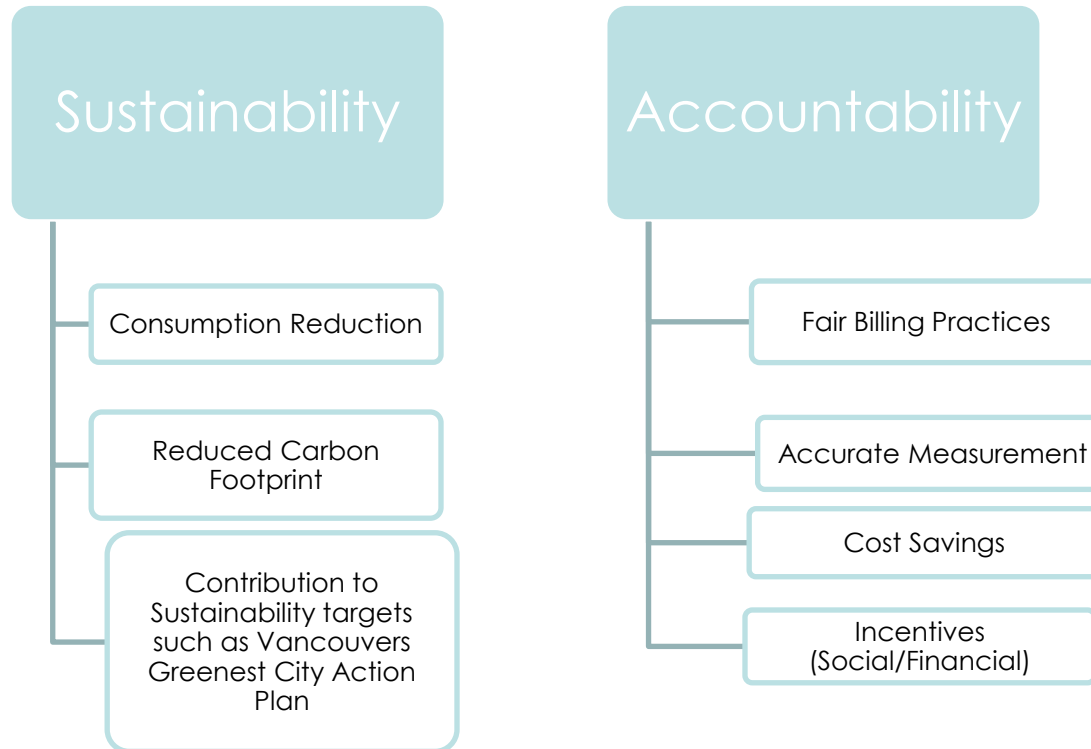 Sustainability
Consumption Reduction
Reduced Carbon
Footprint
Contribution to
Sustainability targets
such as Vancouvers
Greenest City Action
Plan
Accountability
Fair Billing Practices
Accurate Measurement
Cost Savings
Incentives
(Social/Financial)